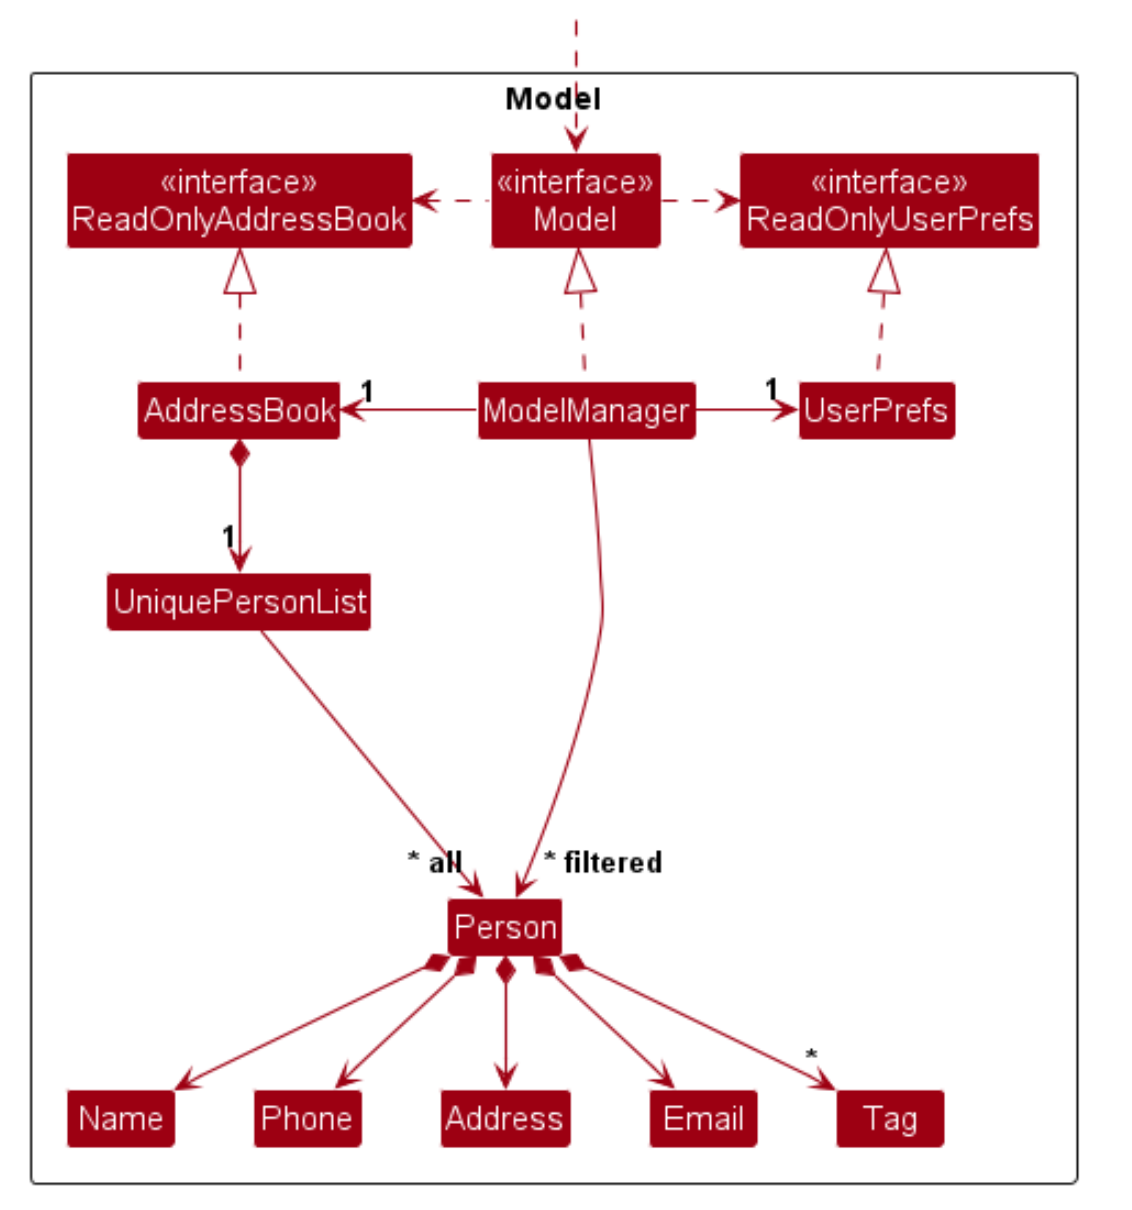 Model
«interface»
ReadOnlyAddressBook
«interface»
Model
«interface»
ReadOnlyUserPrefs
AddressBook
1
ModelManager
1
UserPrefs
1
UniquePersonList
* all
* filtered
Person
*
Name
Phone
Address
Email
Tag